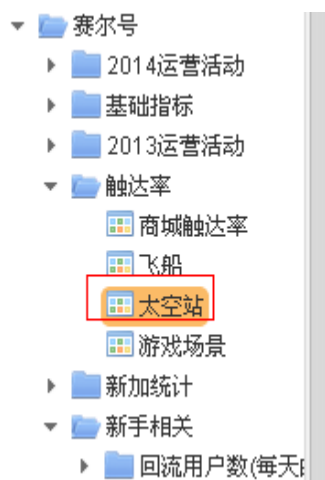 赛尔号
2014运营活动
基础指标
2013运营活动
触达率
商城触达率
飞船
太空站
游戏场景
新加统计
新手相关
回流用户数(每天